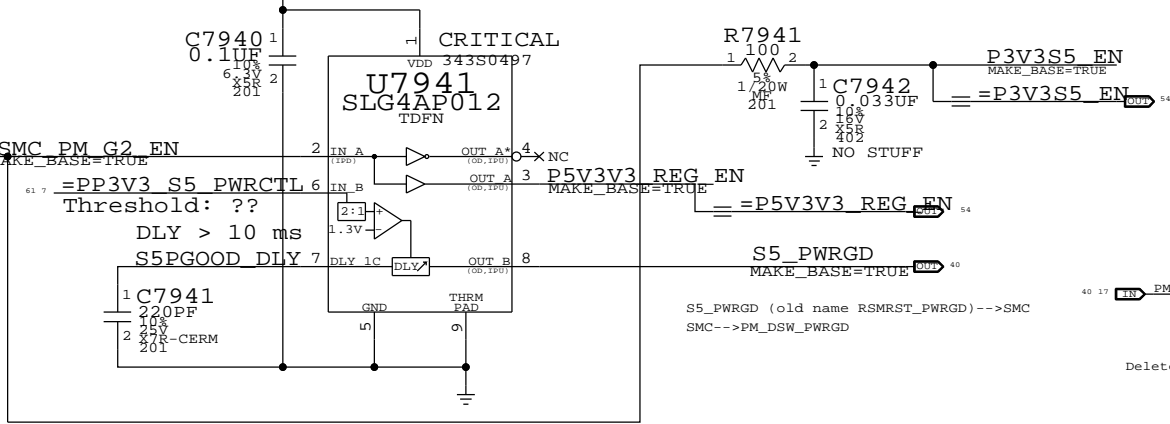 C7940 1
0.1UF
10%
6.3V
X5R 2
201
1
VDD
CRITICAL
343S0497
U7941
SLG4AP012
TDFN
R7941
1 100 2
5%
1/20W
MF
201
P3V3S5_EN
MAKE_BASE=TRUE
1 C7942
0.033UF
10%
16V
2 X5R
402
NO STUFF
=P3V3S5_EN OUT 54
SMC_PM_G2_EN
MAKE_BASE=TRUE
2 IN_A
(IPD)
OUT_A* 4 NC
(OD,IPU)
OUT_A 3
(OD,IPU)
P5V3V3_REG_EN
MAKE_BASE=TRUE
61 7 =PP3V3_S5_PWRCTL 6 IN_B
Threshold: ??
DLY > 10 ms
2:1
+
1.3V
-
=P5V3V3_REG_EN OUT 54
S5PGOOD_DLY 7 DLY_1C
DLY
OUT_B 8
(OD,IPU)
S5_PWRGD
MAKE_BASE=TRUE OUT 40
1 C7941
220PF
10%
25V
2 X7R-CERM
201
GND
5
THRM
PAD
9
S5_PWRGD (old name RSMRST_PWRGD)-->SMC
SMC-->PM_DSW_PWRGD
40 17 IN PM
Delete